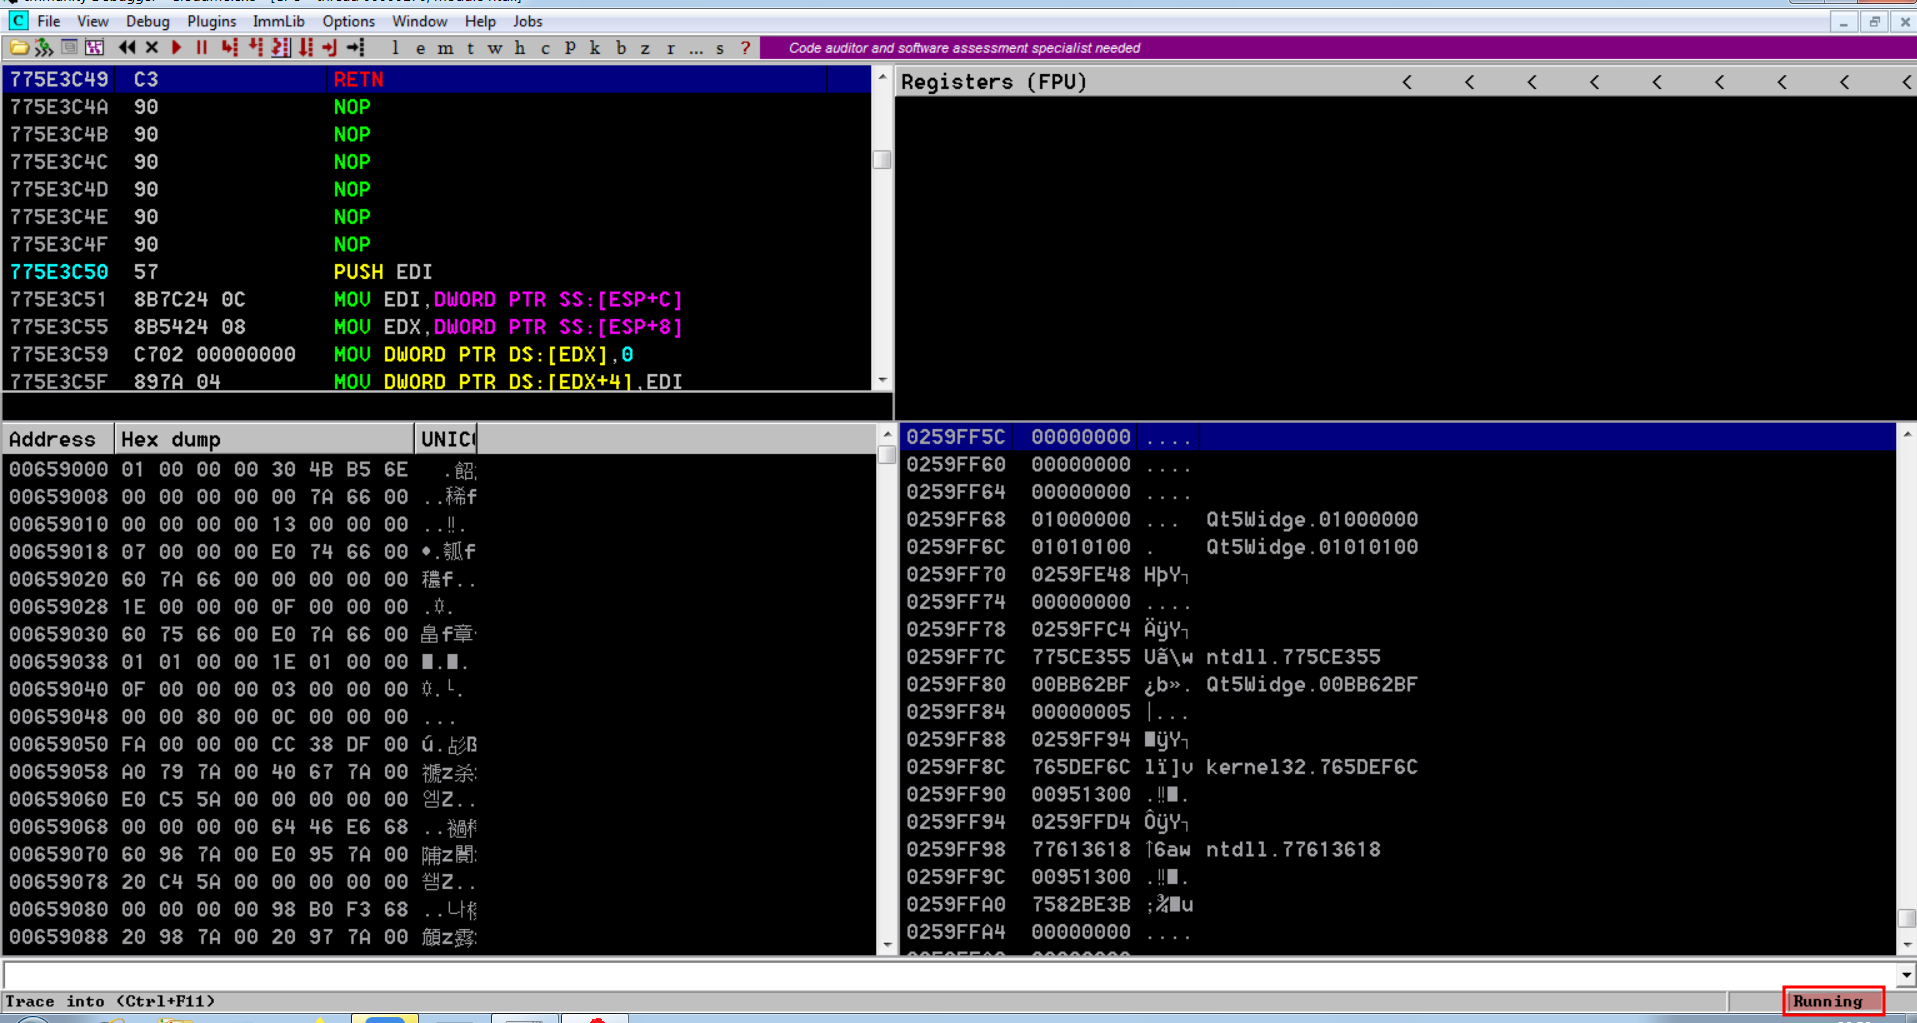 File View Debug Plugins ImmLib Options Window Help Jobs
l e m t w h c P k b z r ... s ? Code auditor and software assessment specialist needed
775E3C49 C3 RETN
775E3C4A 90 NOP
775E3C4B 90 NOP
775E3C4C 90 NOP
775E3C4D 90 NOP
775E3C4E 90 NOP
775E3C4F 90 NOP
775E3C50 57 PUSH EDI
775E3C51 8B7C24 0C MOV EDI,DWORD PTR SS:[ESP+C]
775E3C55 8B5424 08 MOV EDX,DWORD PTR SS:[ESP+8]
775E3C59 C702 00000000 MOV DWORD PTR DS:[EDX],0
775E3C5F 897A 04 MOV DWORD PTR DS:[EDX+4],EDI
Registers (FPU) < < < < < < < < <
Address Hex dump UNIC
00659000 01 00 00 00 30 4B B5 6E
00659008 00 00 00 00 00 7A 66 00 ..稀f
00659010 00 00 00 00 13 00 00 00 ..‼.
00659018 07 00 00 00 E0 74 66 00 •.瓠f
00659020 60 7A 66 00 00 00 00 00 穠f..
00659028 1E 00 00 00 0F 00 00 00 .☼.
00659030 60 75 66 00 E0 7A 66 00 畠f章
00659038 01 01 00 00 1E 01 00 00
00659040 0F 00 00 00 03 00 00 00 ☼.└.
00659048 00 00 80 00 0C 00 00 00 ...
00659050 FA 00 00 00 CC 38 DF 00 ú.㣌ß
00659058 A0 79 7A 00 40 67 7A 00
00659060 E0 C5 5A 00 00 00 00 00 엠Z..
00659068 00 00 00 00 64 46 E6 68
00659070 60 96 7A 00 E0 95 7A 00 陠z闠
00659078 20 C4 5A 00 00 00 00 00 쐠Z..
00659080 00 00 00 00 98 B0 F3 68
00659088 20 98 7A 00 20 97 7A 00 頠z霠
0259FF5C 00000000 ....
0259FF60 00000000 ....
0259FF64 00000000 ....
0259FF68 01000000 ... Qt5Widge.01000000
0259FF6C 01010100 . Qt5Widge.01010100
0259FF70 0259FE48 HþY┐
0259FF74 00000000 ....
0259FF78 0259FFC4 ÄÿY┐
0259FF7C 775CE355 Uã\w ntdll.775CE355
0259FF80 00BB62BF ¿b». Qt5Widge.00BB62BF
0259FF84 00000005 |...
0259FF88 0259FF94 ■ÿY┐
0259FF8C 765DEF6C lï]v kernel32.765DEF6C
0259FF90 00951300 .‼■.
0259FF94 0259FFD4 ÔÿY┐
0259FF98 77613618 ↑6aw ntdll.77613618
0259FF9C 00951300 .‼■.
0259FFA0 7582BE3B ;¾■u
0259FFA4 00000000 ....
Trace into (Ctrl+F11) Running